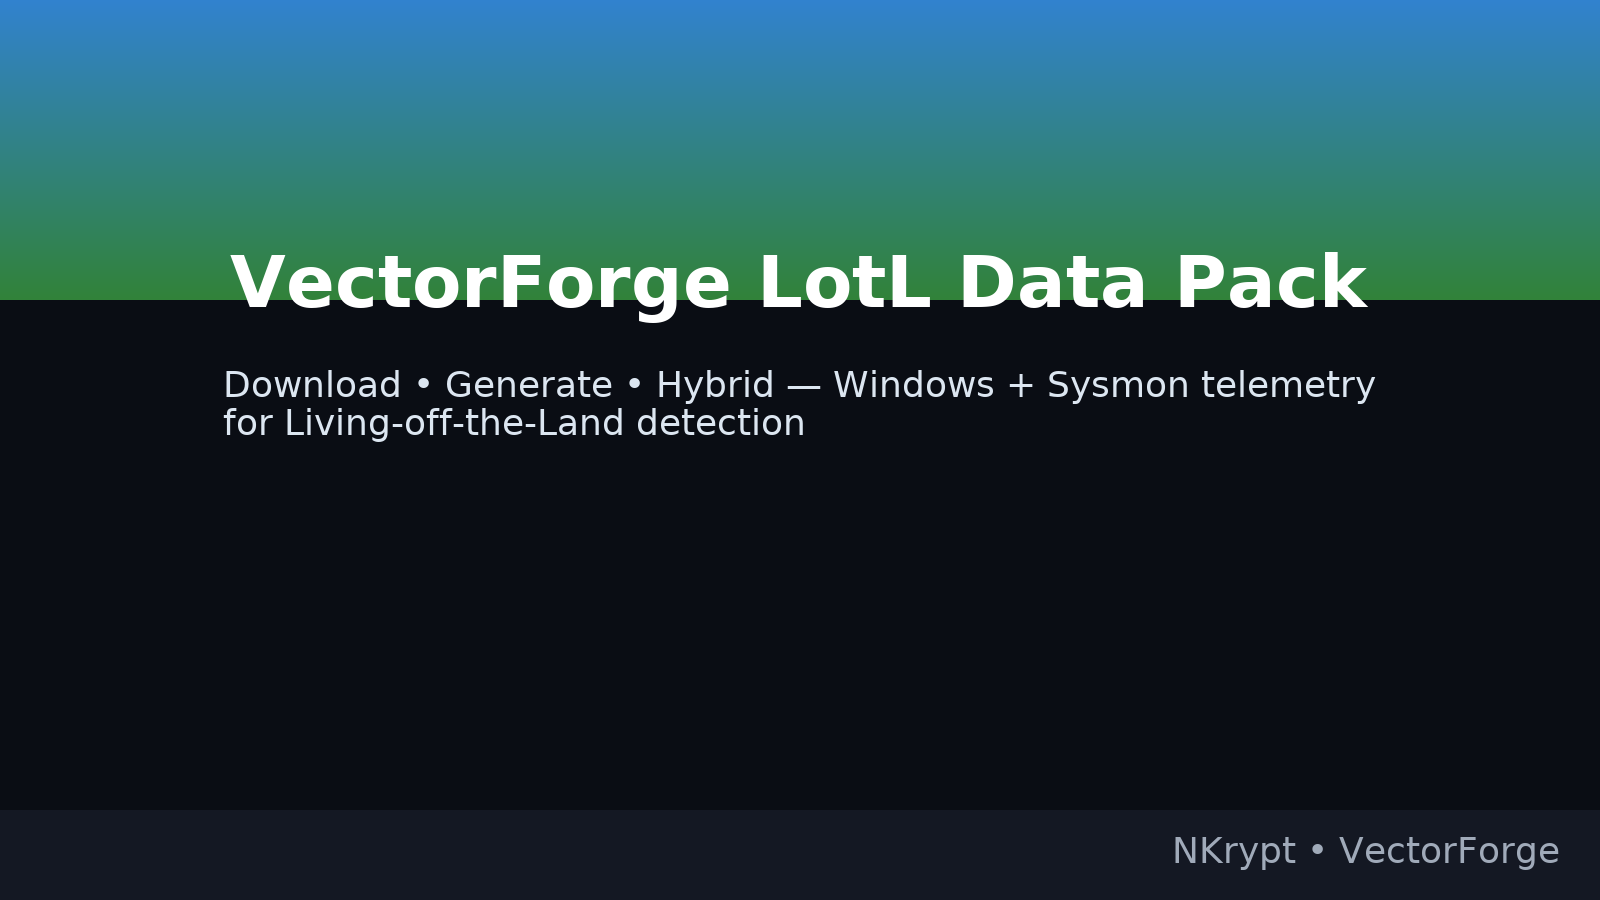 VectorForge LotL Data Pack
Download • Generate • Hybrid — Windows + Sysmon telemetry
for Living-off-the-Land detection
NKrypt • VectorForge